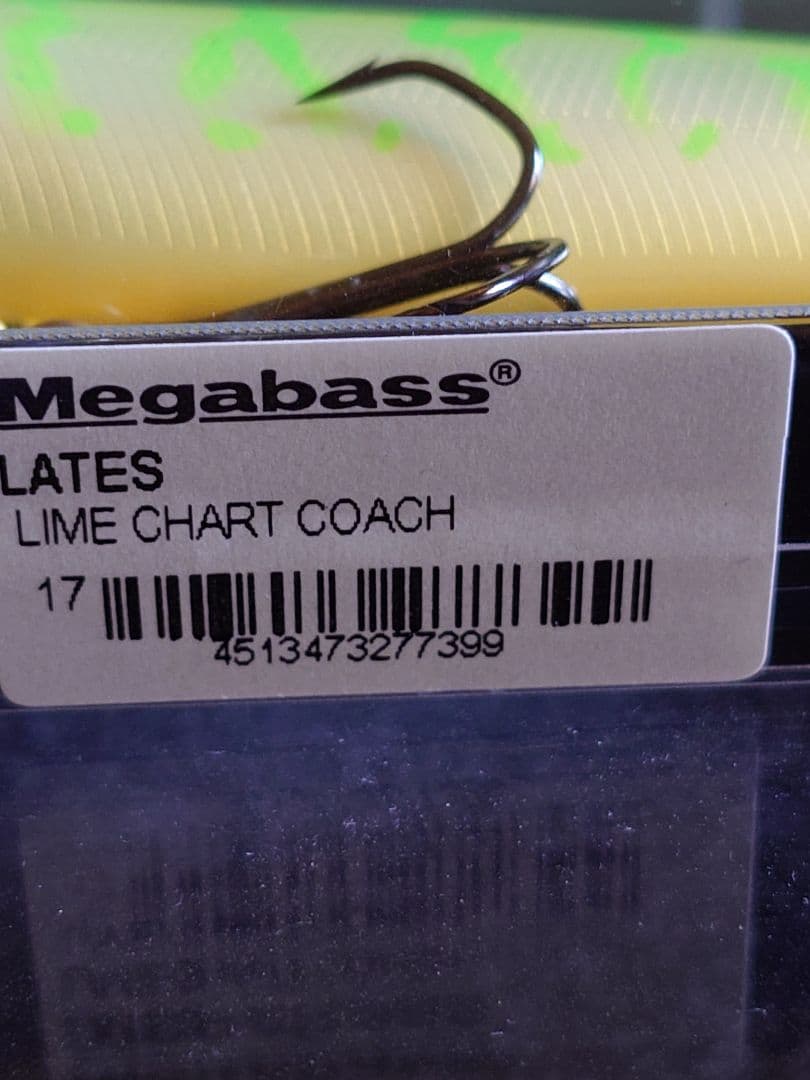 Megabass®
LATES
LIME CHART COACH
17
4513473277399